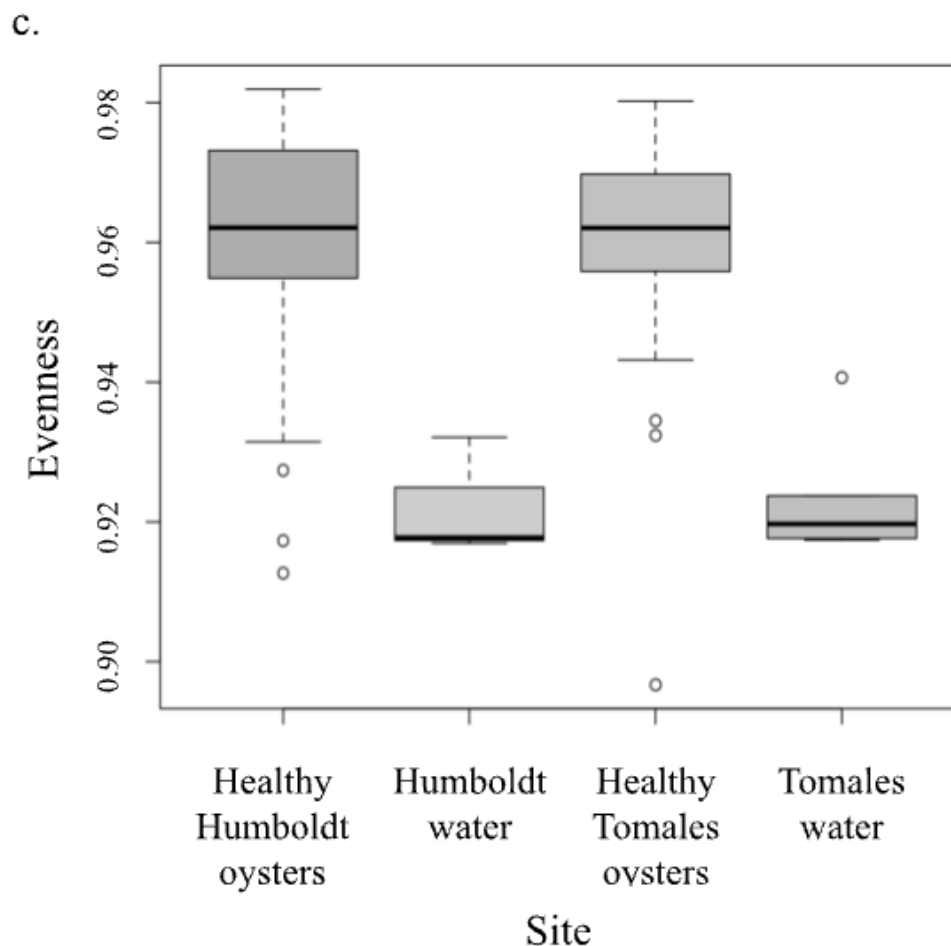 c.
0.98
0.96
0.94
0.92
0.90
Evenness
Healthy Humboldt Healthy Tomales
Humboldt water Tomales water
oysters oysters
Site